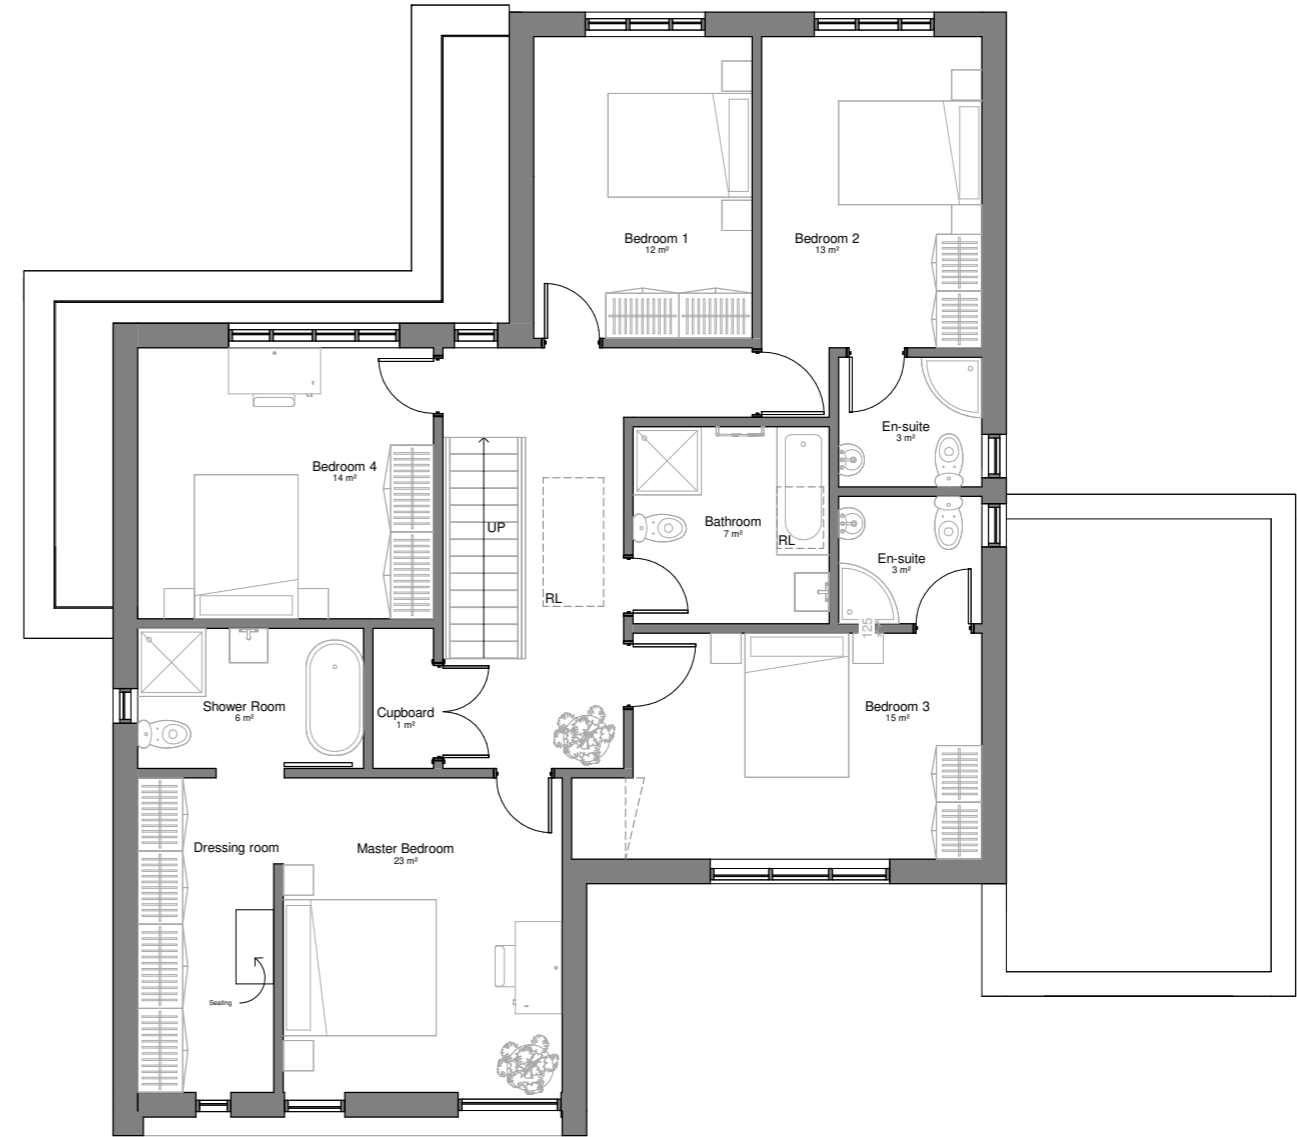 Bedroom 1
12 m²
Bedroom 2
13 m²
En-suite
3 m²
Bedroom 4
14 m²
UP
Bathroom
7 m²
RL
En-suite
3 m²
RL
125
Shower Room
6 m²
Cupboard
1 m²
Bedroom 3
15 m²
Dressing room
Master Bedroom
23 m²
Seating